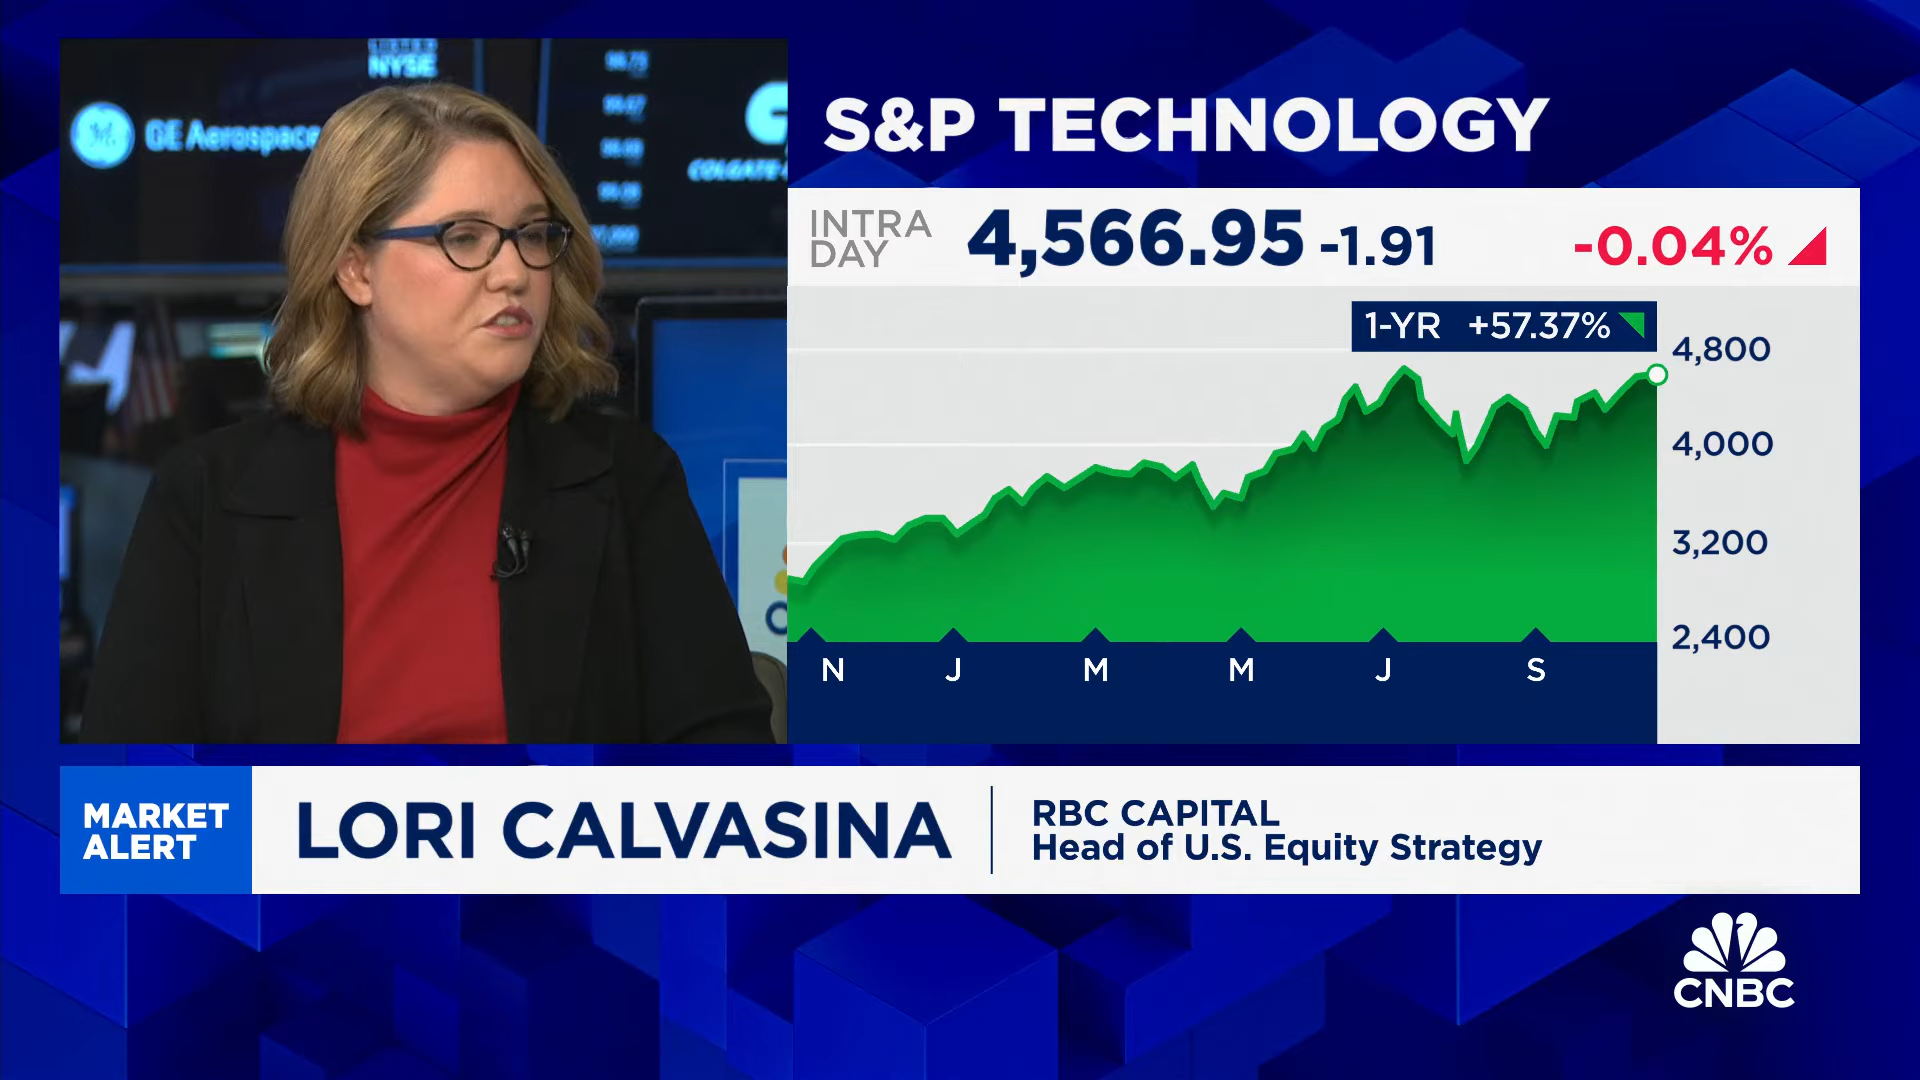 NYSE
GE Aerospace
COLGATE-
S&P TECHNOLOGY
INTRA
DAY
4,566.95 -1.91 -0.04%
1-YR +57.37%
4,800
4,000
3,200
2,400
N J M M J S
MARKET
ALERT
LORI CALVASINA
RBC CAPITAL
Head of U.S. Equity Strategy
CNBC